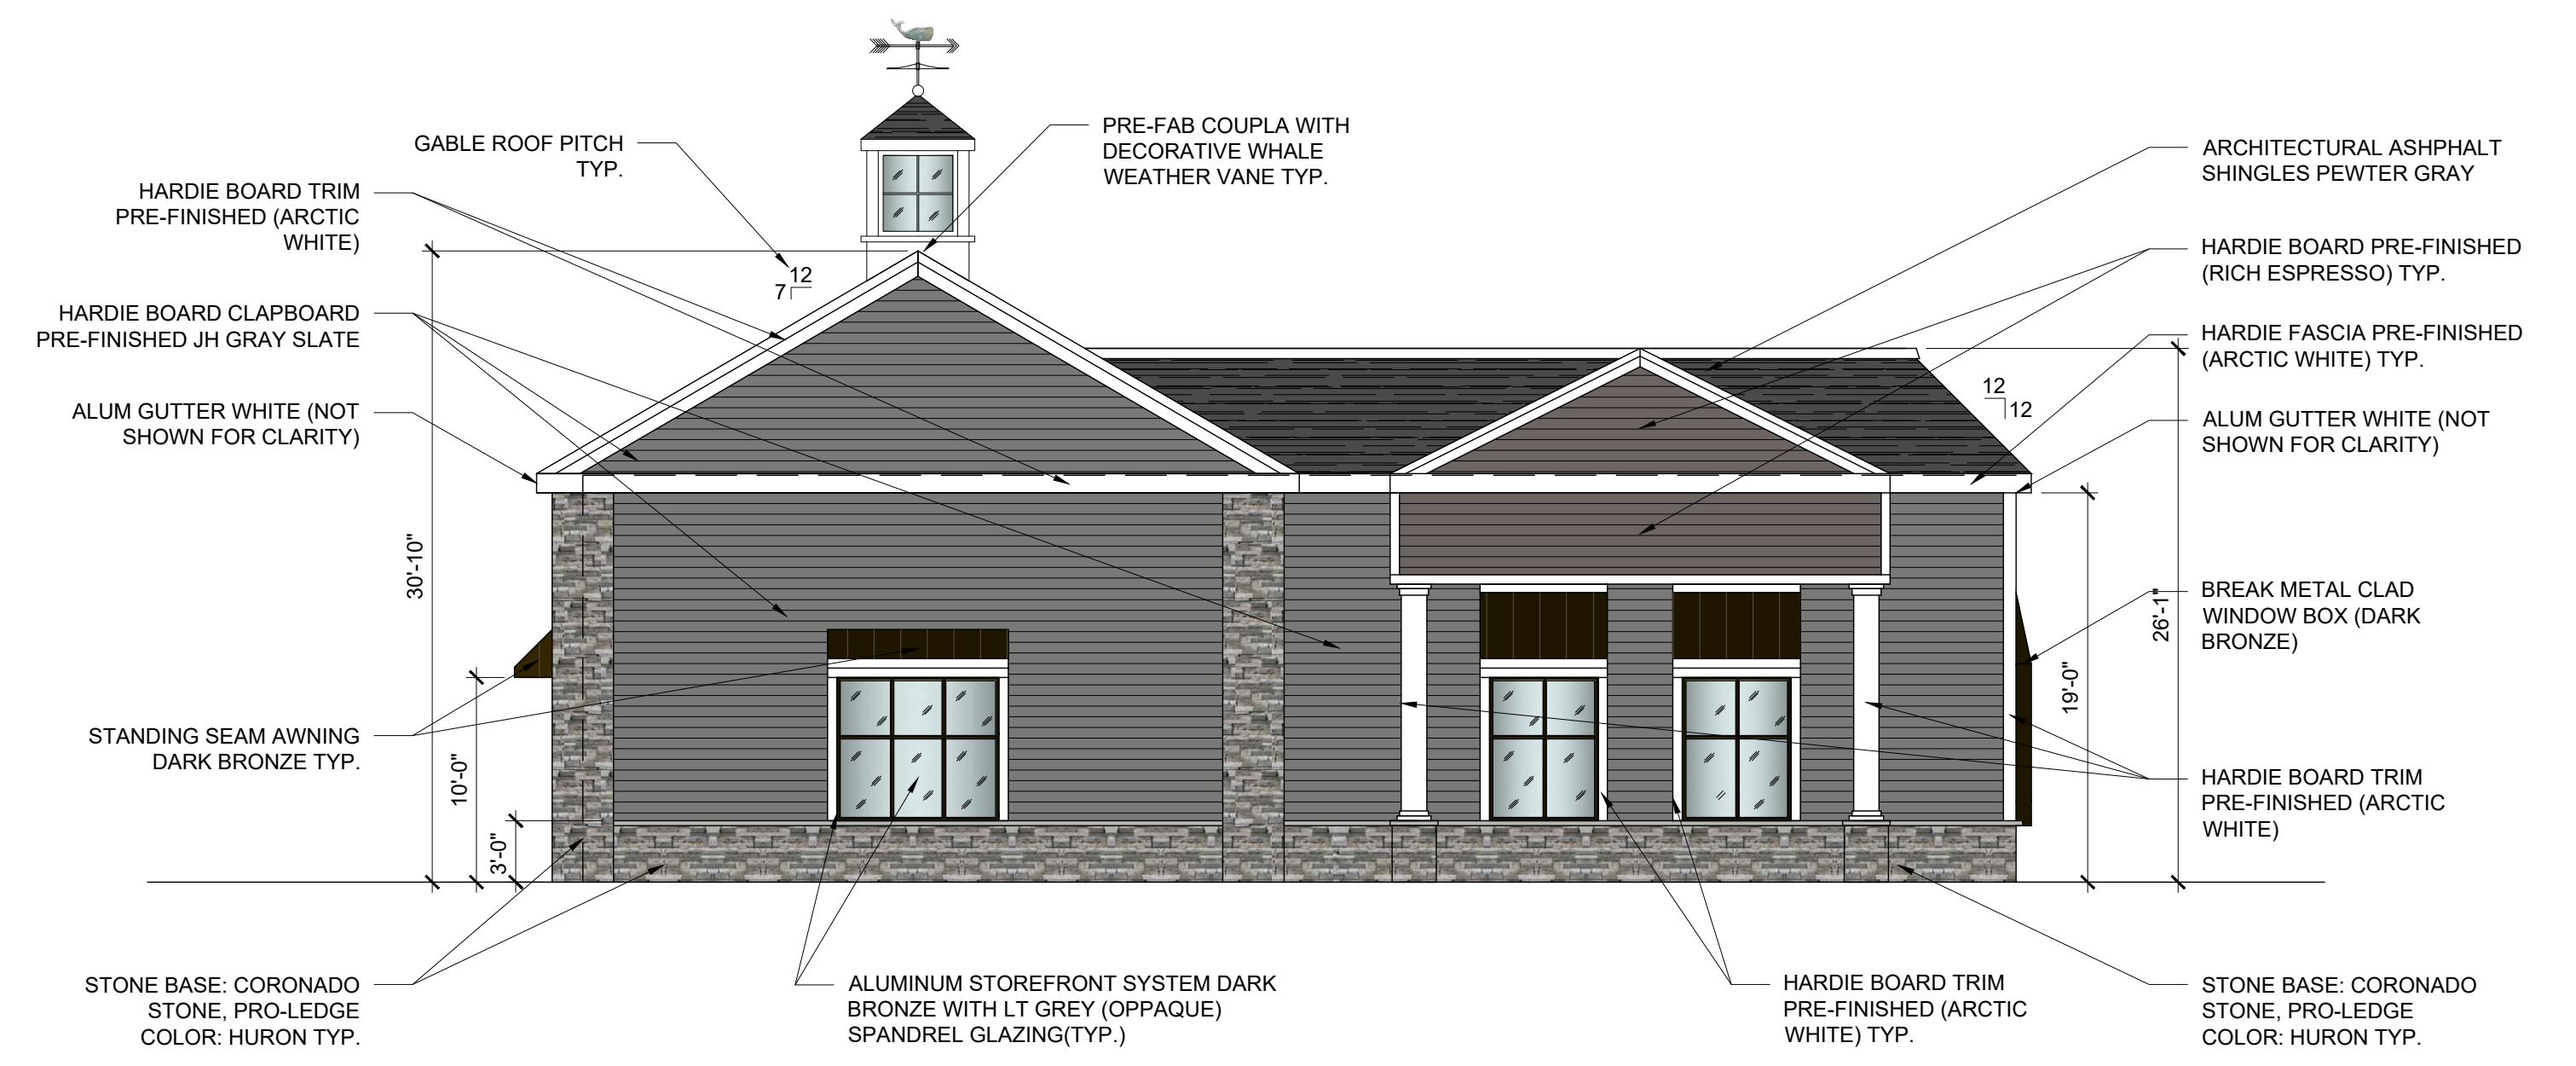 GABLE ROOF PITCH
TYP.
HARDIE BOARD TRIM
PRE-FINISHED (ARCTIC
WHITE)
HARDIE BOARD CLAPBOARD
PRE-FINISHED JH GRAY SLATE
ALUM GUTTER WHITE (NOT
SHOWN FOR CLARITY)
STANDING SEAM AWNING
DARK BRONZE TYP.
STONE BASE: CORONADO
STONE, PRO-LEDGE
COLOR: HURON TYP.
30'-10"
10'-0"
3'-0"
12
7
PRE-FAB COUPLA WITH
DECORATIVE WHALE
WEATHER VANE TYP.
ALUMINUM STOREFRONT SYSTEM DARK
BRONZE WITH LT GREY (OPPAQUE)
SPANDREL GLAZING(TYP.)
HARDIE BOARD TRIM
PRE-FINISHED (ARCTIC
WHITE) TYP.
12
12
19'-0"
26'-1"
ARCHITECTURAL ASHPHALT
SHINGLES PEWTER GRAY
HARDIE BOARD PRE-FINISHED
(RICH ESPRESSO) TYP.
HARDIE FASCIA PRE-FINISHED
(ARCTIC WHITE) TYP.
ALUM GUTTER WHITE (NOT
SHOWN FOR CLARITY)
BREAK METAL CLAD
WINDOW BOX (DARK
BRONZE)
HARDIE BOARD TRIM
PRE-FINISHED (ARCTIC
WHITE)
STONE BASE: CORONADO
STONE, PRO-LEDGE
COLOR: HURON TYP.